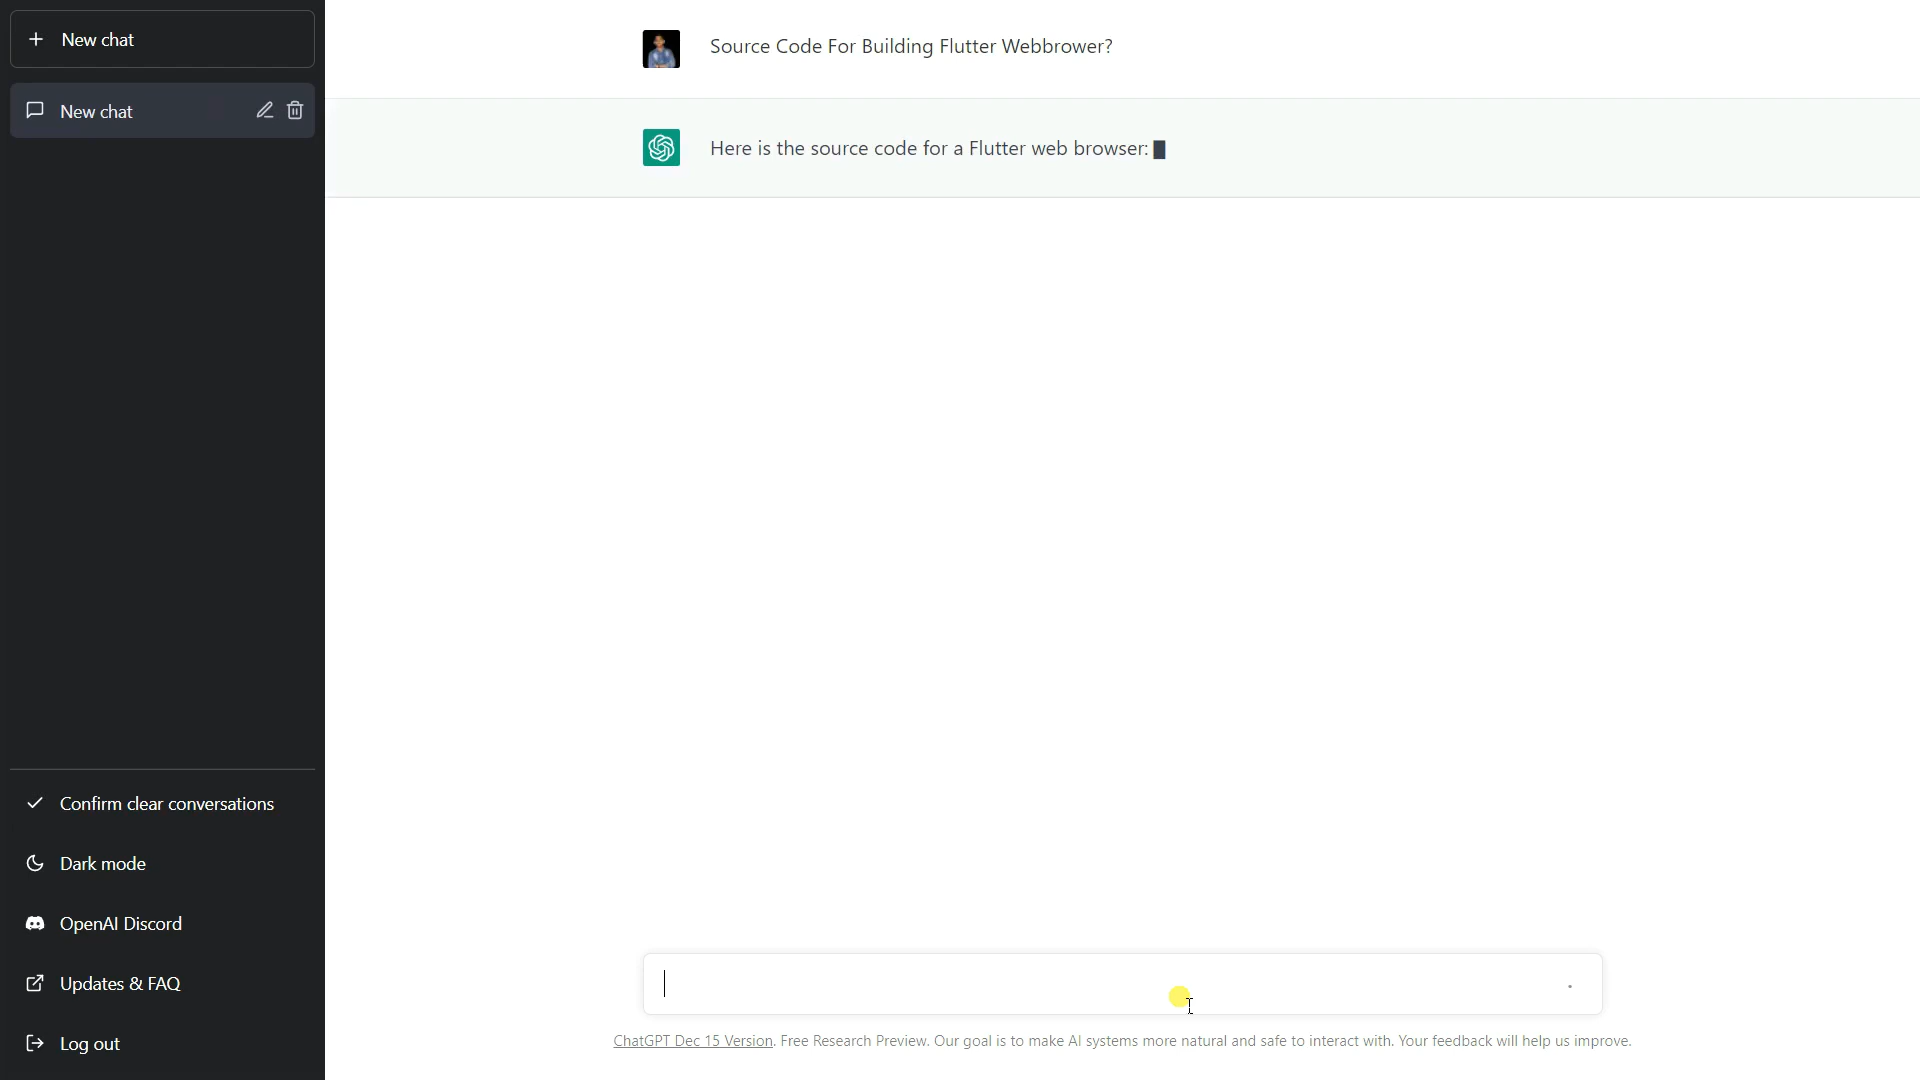 New chat
New chat
Confirm clear conversations
Dark mode
OpenAI Discord
Updates & FAQ
Log out
Source Code For Building Flutter Webbrower?
Here is the source code for a Flutter web browser:
ChatGPT Dec 15 Version. Free Research Preview. Our goal is to make AI systems more natural and safe to interact with. Your feedback will help us improve.